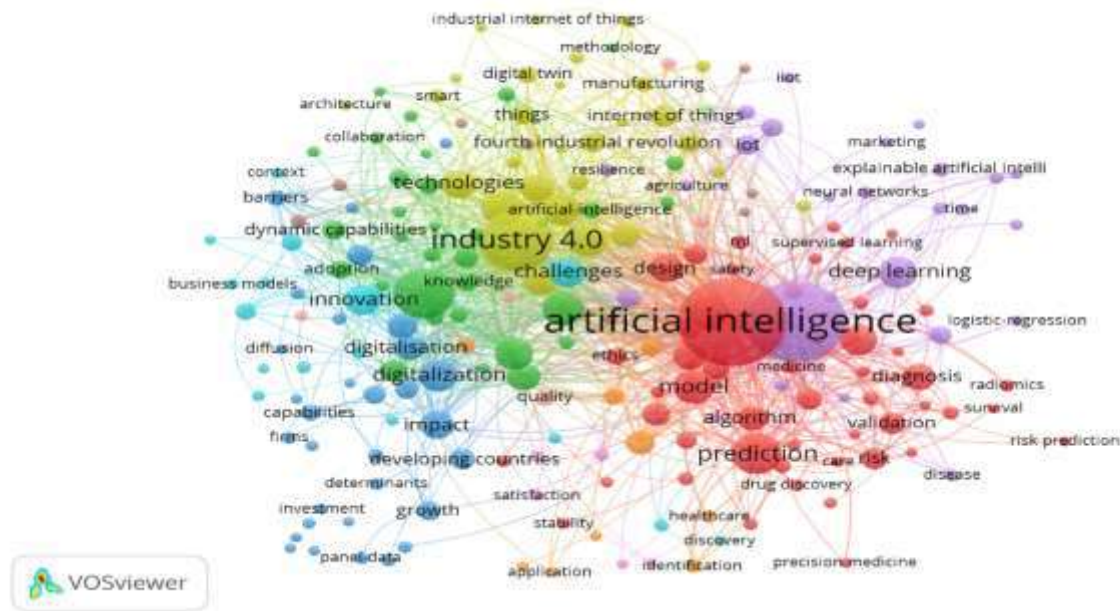 industrial internet of things
methodology
digital twin
manufacturing
iiot
architecture
smart
things
internet of things
collaboration
fourth industrial revolution
iot
marketing
context
technologies
resilience
explainable artificial intelli
barriers
agriculture
neural networks
artificial intelligence
time
dynamic capabilities
industry 4.0
ml
supervised learning
adoption
knowledge
challenges
design
safety
deep learning
business models
innovation
artificial intelligence
logistic-regression
diffusion
digitalisation
ethics
medicine
digitalization
model
diagnosis
radiomics
quality
capabilities
impact
algorithm
validation
survival
firms
risk prediction
developing countries
prediction
care
risk
determinants
drug discovery
disease
satisfaction
investment
growth
stability
healthcare
discovery
panel data
application
identification
precision medicine
VOSviewer